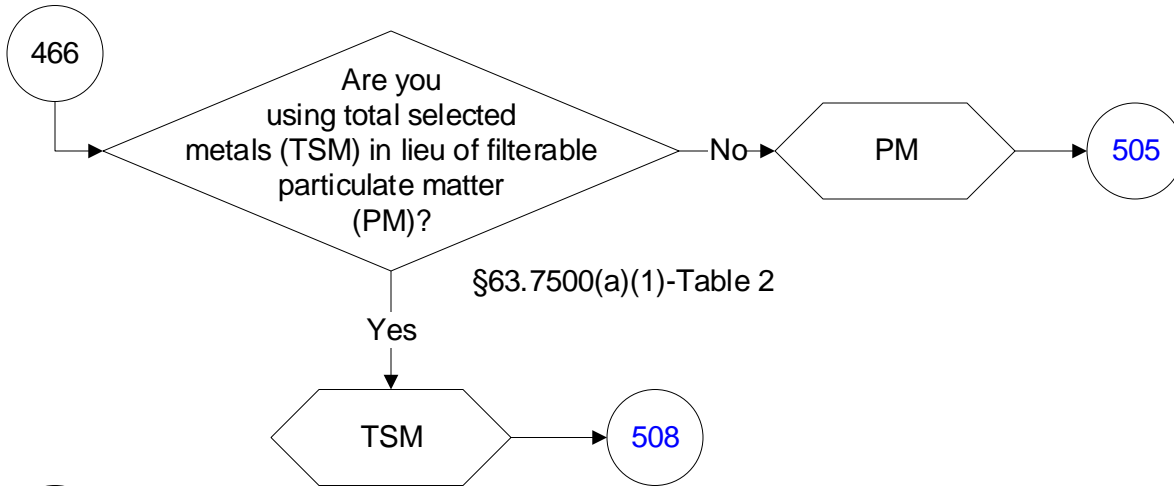 466
Are you
using total selected
metals (TSM) in lieu of filterable
particulate matter
(PM)?
No
PM
505
§63.7500(a)(1)-Table 2
Yes
TSM
508